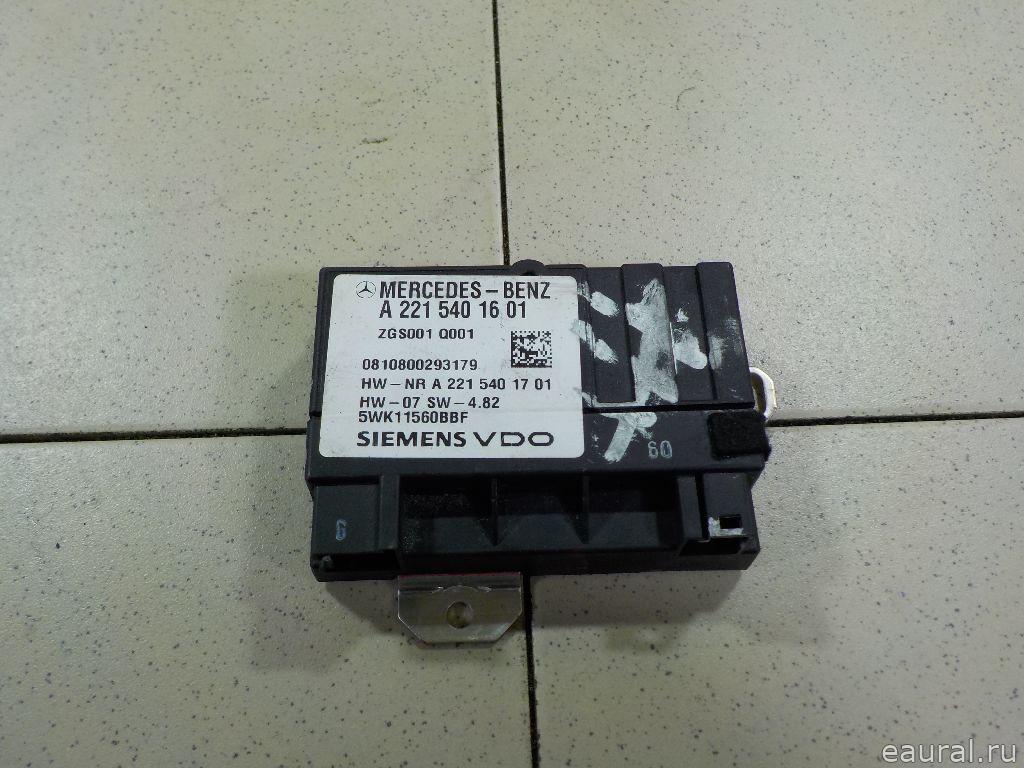 MERCEDES-BENZ
A 221 540 16 01
ZGS001 Q001
0810800293179
HW-NR A 221 540 17 01
HW-07 SW-4.82
5WK11560BBF
SIEMENS VDO
60
6
eaural.ru